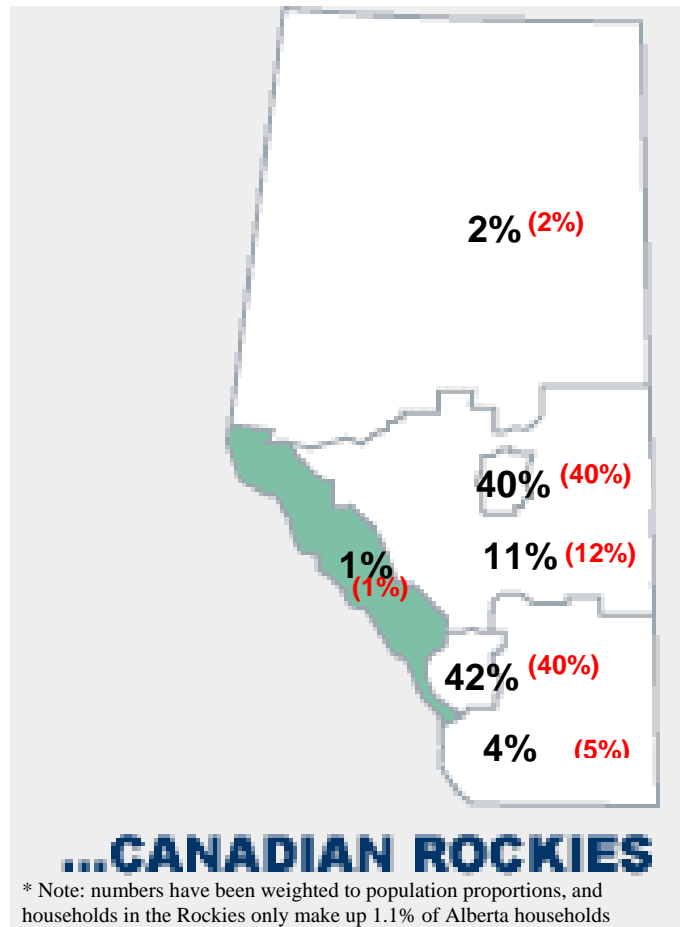 2% (2%)
40% (40%)
11% (12%)
1%
(1%)
42% (40%)
4% (5%)
...CANADIAN ROCKIES
* Note: numbers have been weighted to population proportions, and
households in the Rockies only make up 1.1% of Alberta households